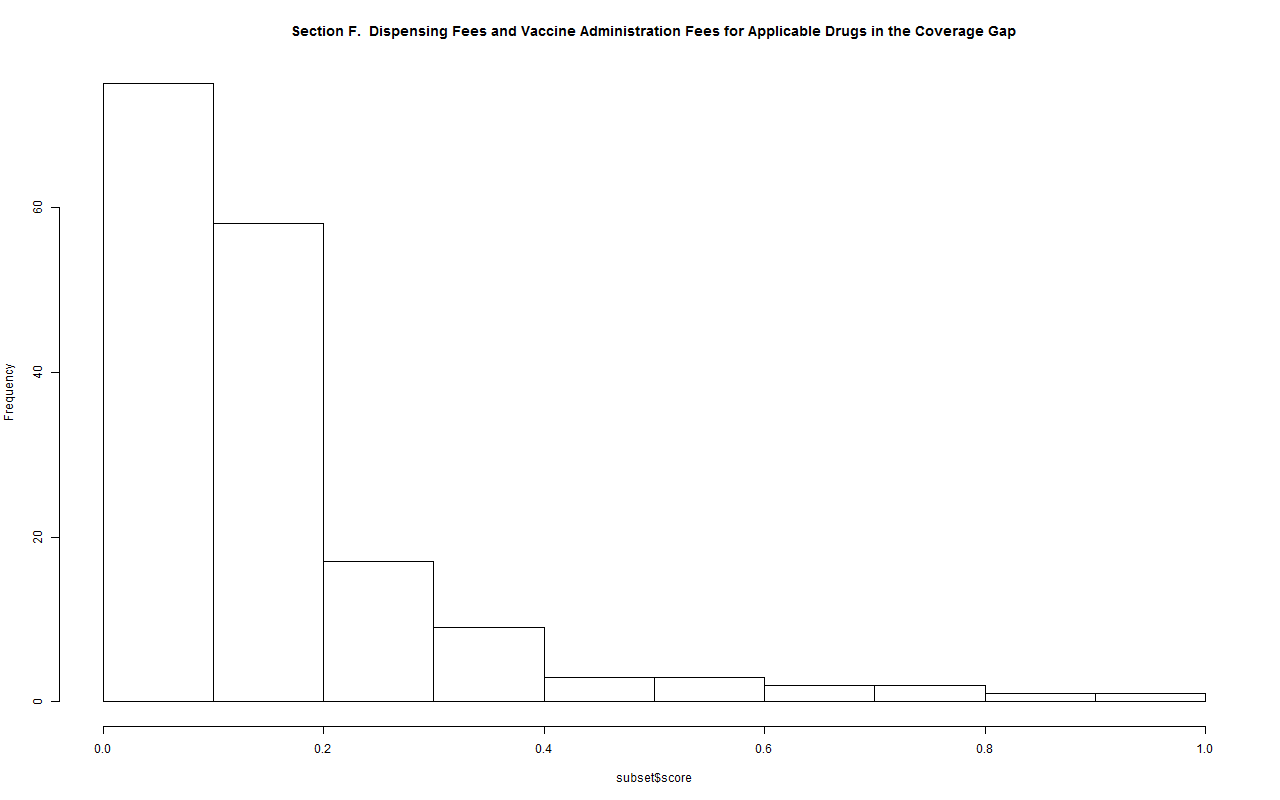 Section F.  Dispensing Fees and Vaccine Administration Fees for Applicable Drugs in the Coverage Gap
Frequency
60
40
20
0
0.0 0.2 0.4 0.6 0.8 1.0
subset$score